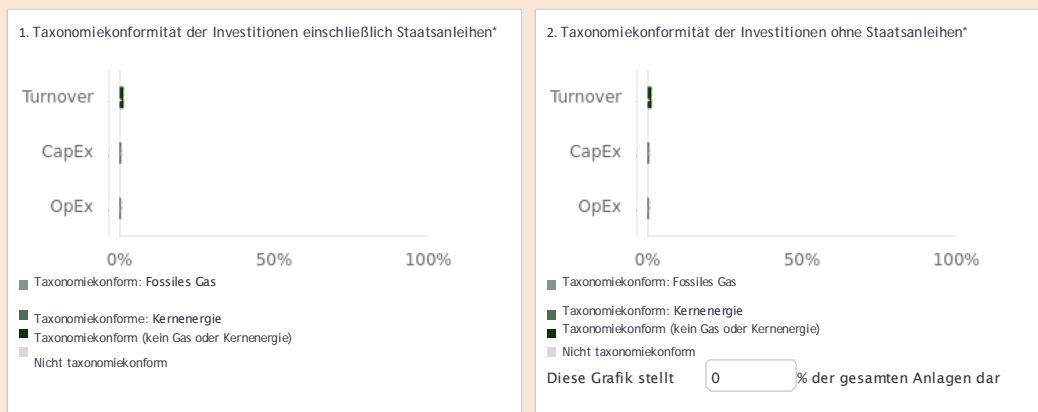 1. Taxonomiekonformität der Investitionen einschließlich Staatsanleihen*
Turnover
CapEx
OpEx
0% 50% 100%
Taxonomiekonform: Fossiles Gas
Taxonomiekonforme: Kernenergie
Taxonomiekonform (kein Gas oder Kernenergie)
Nicht taxonomiekonform
2. Taxonomiekonformität der Investitionen ohne Staatsanleihen*
Turnover
CapEx
OpEx
0% 50% 100%
Taxonomiekonform: Fossiles Gas
Taxonomiekonform: Kernenergie
Taxonomiekonform (kein Gas oder Kernenergie)
Nicht taxonomiekonform
Diese Grafik stellt 0 % der gesamten Anlagen dar